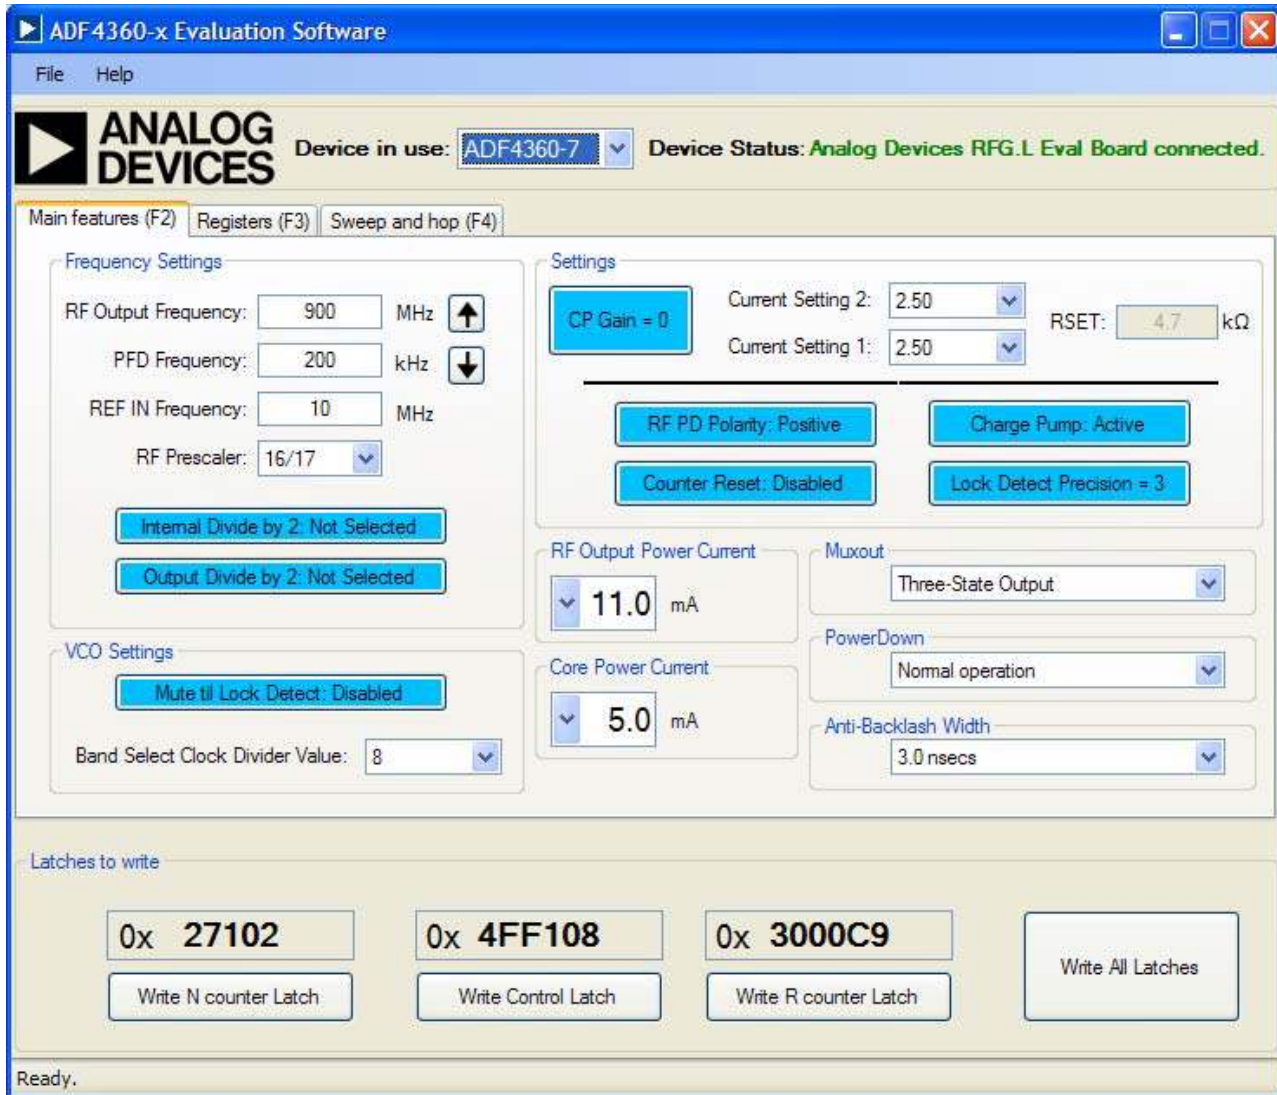 ADF4360-x Evaluation Software
File Help
ANALOG
DEVICES
Device in use: ADF4360-7 Device Status: Analog Devices RFG.L Eval Board connected.
Main features (F2) Registers (F3) Sweep and hop (F4)
Frequency Settings
RF Output Frequency: 900 MHz
PFD Frequency: 200 kHz
REF IN Frequency: 10 MHz
RF Prescaler: 16/17
Internal Divide by 2: Not Selected
Output Divide by 2: Not Selected
VCO Settings
Mute til Lock Detect: Disabled
Band Select Clock Divider Value: 8
Settings
CP Gain = 0
Current Setting 2: 2.50
Current Setting 1: 2.50
RSET: 4.7 kΩ
RF PD Polarity: Positive Charge Pump: Active
Counter Reset: Disabled Lock Detect Precision = 3
RF Output Power Current
11.0 mA
Core Power Current
5.0 mA
Muxout
Three-State Output
PowerDown
Normal operation
Anti-Backlash Width
3.0 nsecs
Latches to write
0x 27102 0x 4FF108 0x 3000C9
Write N counter Latch Write Control Latch Write R counter Latch Write All Latches
Ready.